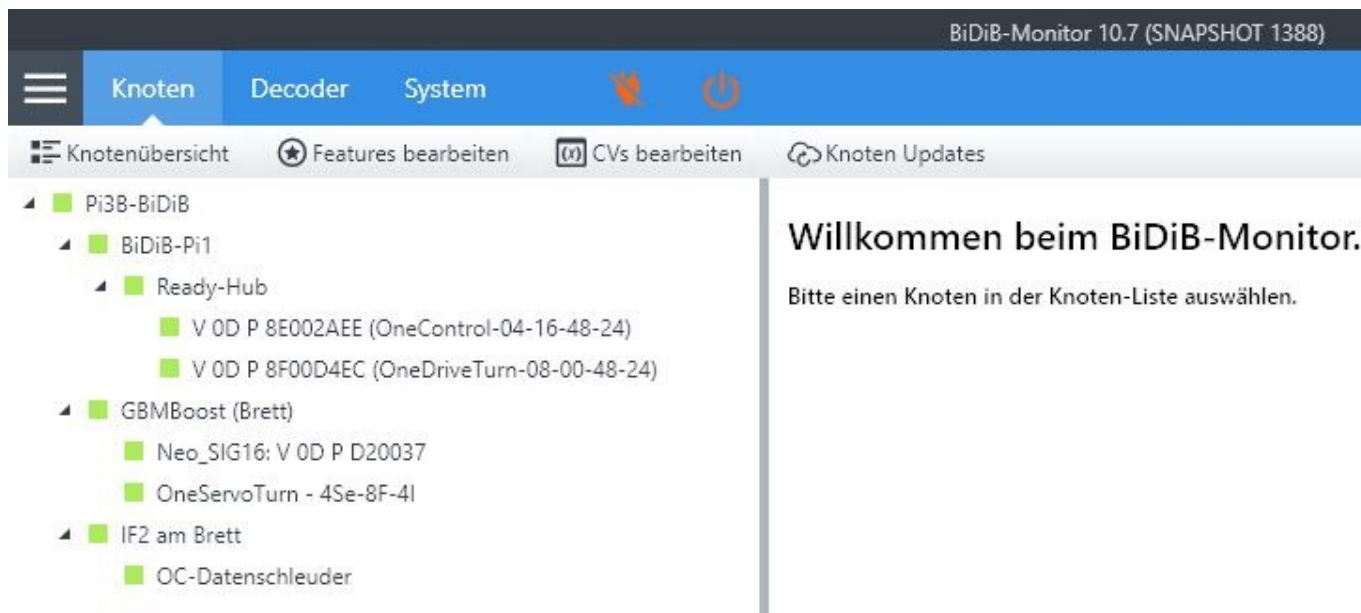 BiDiB-Monitor 10.7 (SNAPSHOT 1388)
Knoten Decoder System
Knotenübersicht Features bearbeiten (x) CVs bearbeiten Knoten Updates
Pi3B-BiDiB
BiDiB-Pi1
Ready-Hub
V 0D P 8E002AEE (OneControl-04-16-48-24)
V 0D P 8F00D4EC (OneDriveTurn-08-00-48-24)
GBMBoost (Brett)
Neo_SIG16: V 0D P D20037
OneServoTurn - 4Se-8F-4I
IF2 am Brett
OC-Datenschleuder
Willkommen beim BiDiB-Monitor.
Bitte einen Knoten in der Knoten-Liste auswählen.